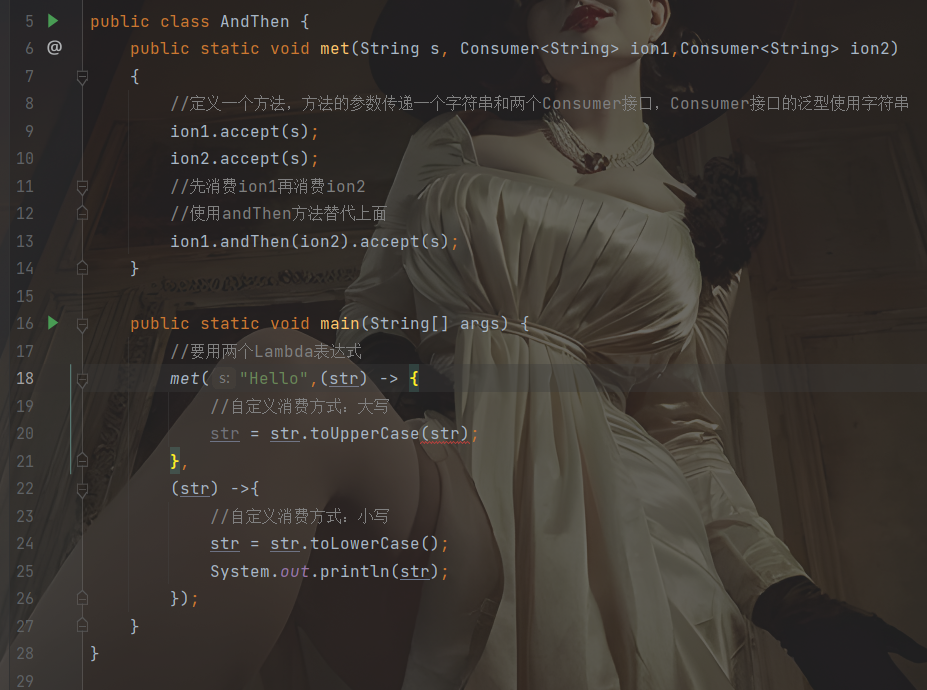 5 public class AndThen {
6 @ public static void met(String s, Consumer<String> ion1,Consumer<String> ion2)
7 {
8 //定义一个方法，方法的参数传递一个字符串和两个Consumer接口，Consumer接口的泛型使用字符串
9 ion1.accept(s);
10 ion2.accept(s);
11 //先消费ion1再消费ion2
12 //使用andThen方法替代上面
13 ion1.andThen(ion2).accept(s);
14 }
15
16 public static void main(String[] args) {
17 //要用两个Lambda表达式
18 met( s: "Hello",(str) -> {
19 //自定义消费方式：大写
20 str = str.toUpperCase(str);
21 },
22 (str) ->{
23 //自定义消费方式：小写
24 str = str.toLowerCase();
25 System.out.println(str);
26 });
27 }
28 }
29